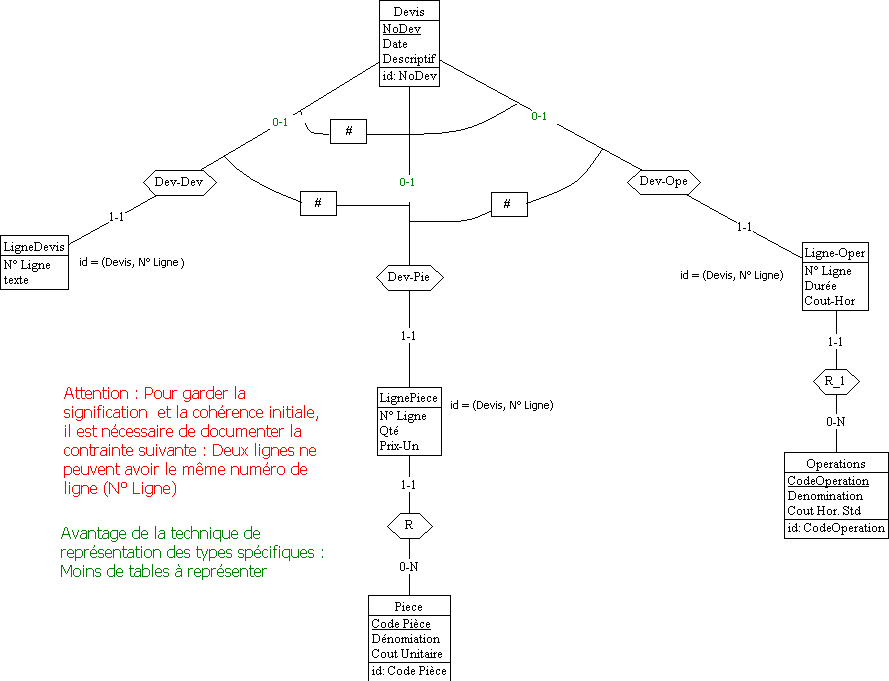 Devis
NoDev
Date
Descriptif
id: NoDev
0-1
#
0-1
0-1
Dev-Dev
#
#
Dev-Ope
1-1
1-1
LigneDevis
N° Ligne
texte
id = (Devis, N° Ligne )
Dev-Pie
id = (Devis, N° Ligne)
Ligne-Oper
N° Ligne
Durée
Cout-Hor
1-1
1-1
R_1
0-N
LignePiece
N° Ligne
Qté
Prix-Un
id = (Devis, N° Ligne)
Attention : Pour garder la
signification et la cohérence initiale,
il est nécessaire de documenter la
contrainte suivante : Deux lignes ne
peuvent avoir le même numéro de
ligne (N° Ligne)
Operations
CodeOperation
Denomination
Cout Hor. Std
id: CodeOperation
1-1
R
0-N
Avantage de la technique de
représentation des types spécifiques :
Moins de tables à représenter
Piece
Code Pièce
Dénomiation
Cout Unitaire
id: Code Pièce